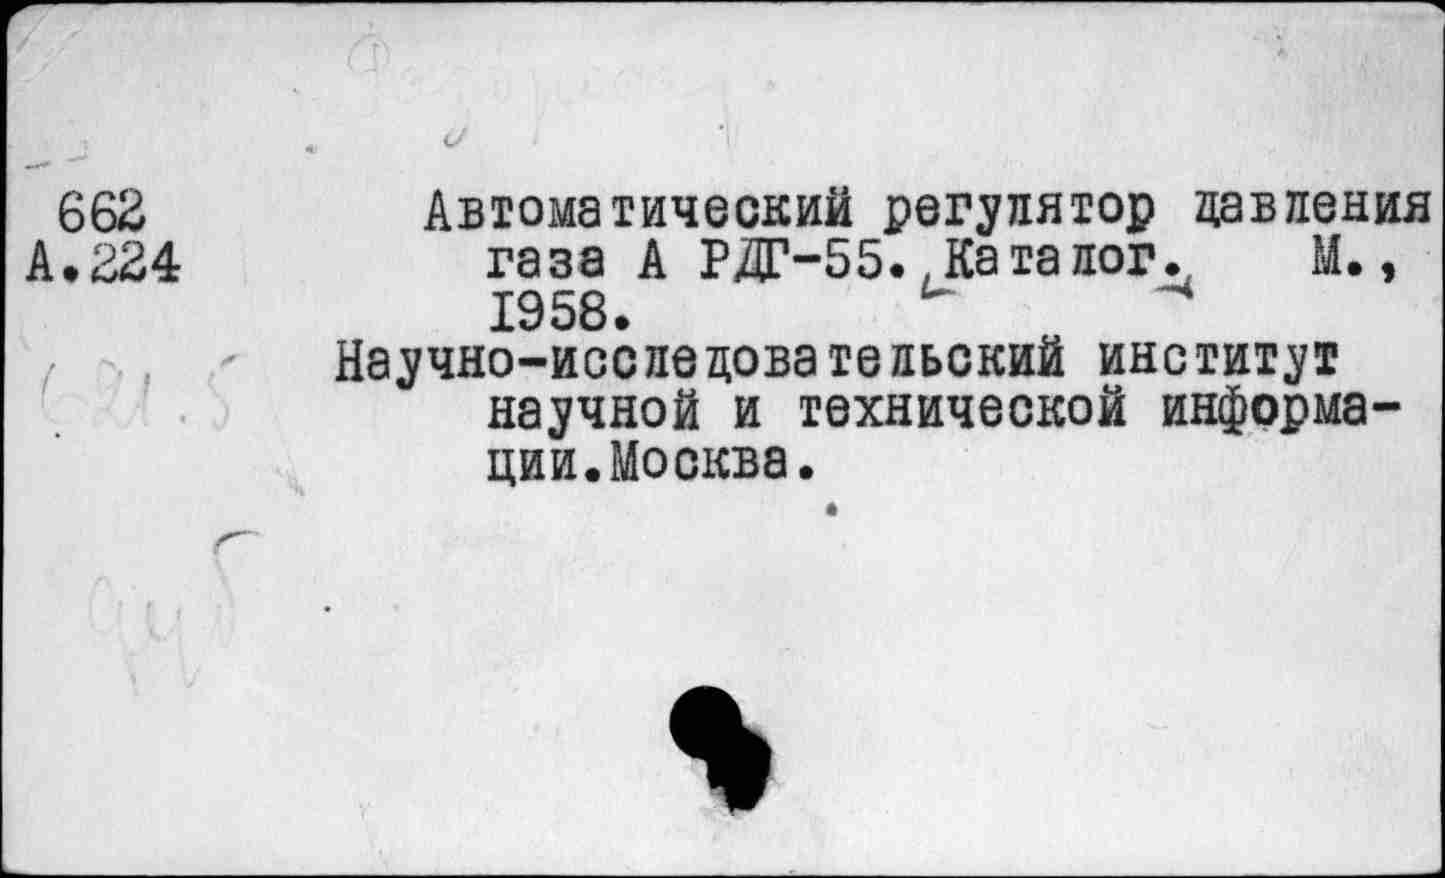 662 Автоматический регулятор давления
А.224 газа А РДГ-55. Каталог. М.,
1958.
Научно-исследовательский институт
научной и технической информа-
ции.Москва.